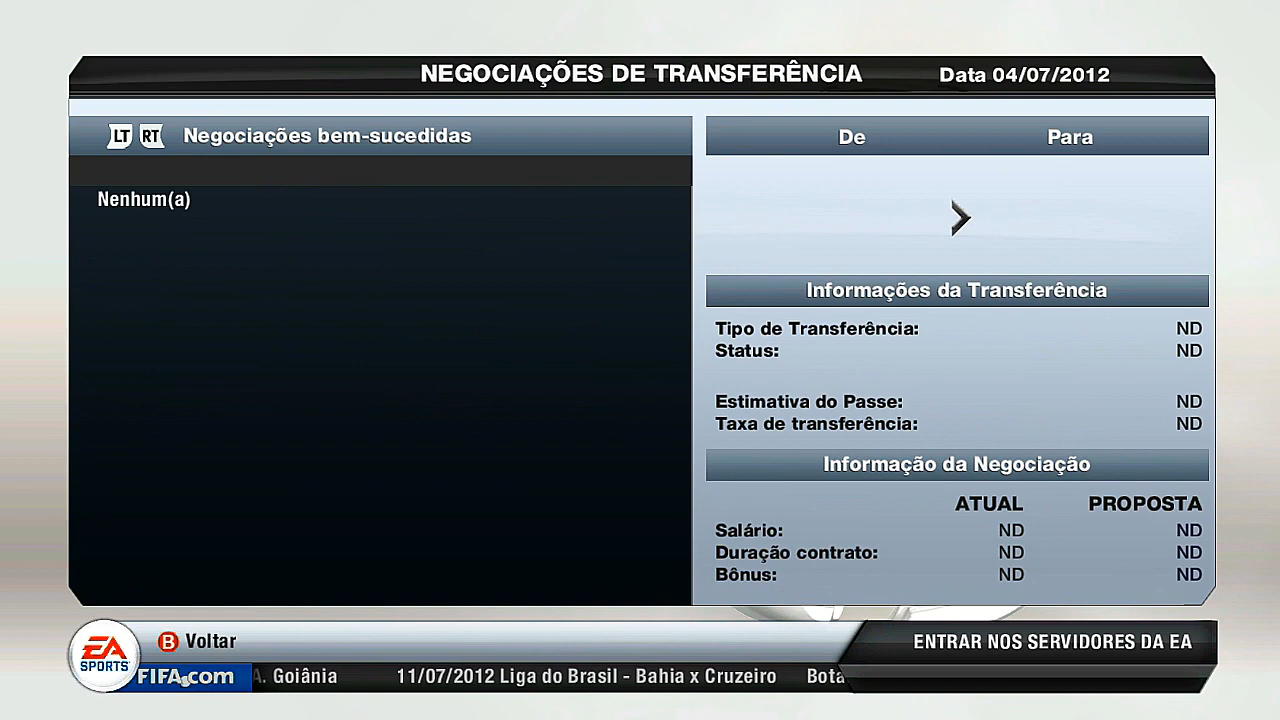 NEGOCIAÇÕES DE TRANSFERÊNCIA Data 04/07/2012
LT RT Negociações bem-sucedidas
Nenhum(a)
De Para
Informações da Transferência
Tipo de Transferência: ND
Status: ND
Estimativa do Passe: ND
Taxa de transferência: ND
Informação da Negociação
ATUAL PROPOSTA
Salário: ND ND
Duração contrato: ND ND
Bônus: ND ND
B Voltar
ENTRAR NOS SERVIDORES DA EA
EA SPORTS
FIFA.com A. Goiânia 11/07/2012 Liga do Brasil - Bahia x Cruzeiro Bota